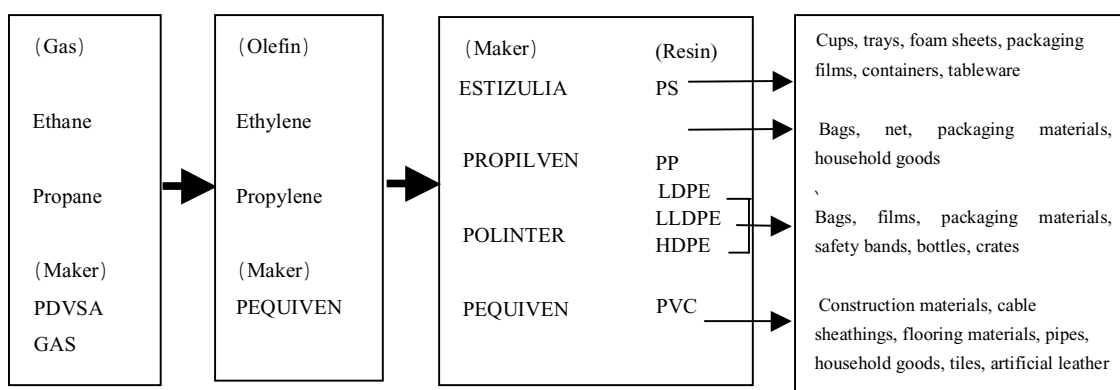 (Gas)
Ethane
Propane
(Maker)
PDVSA
GAS
(Olefin)
Ethylene
Propylene
(Maker)
PEQUIVEN
(Maker) (Resin)
ESTIZULIA PS
PROPILVEN PP
LDPE
POLINTER LLDPE
HDPE
PEQUIVEN PVC
Cups, trays, foam sheets, packaging
films, containers, tableware
Bags, net, packaging materials,
household goods
、
Bags, films, packaging materials,
safety bands, bottles, crates
Construction materials, cable
sheathings, flooring materials, pipes,
household goods, tiles, artificial leather